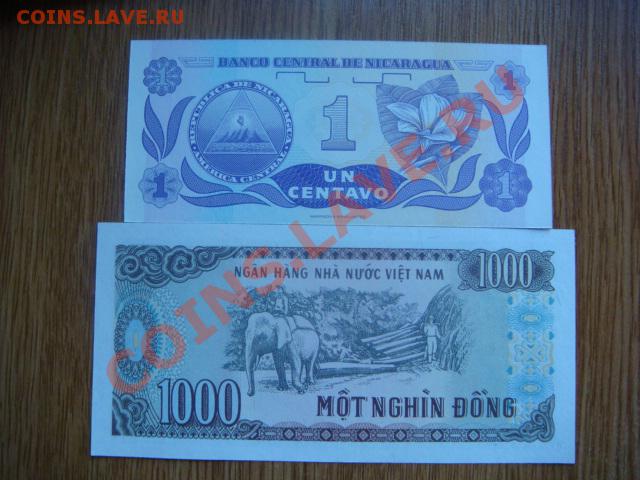 COINS.LAVE.RU
BANCO CENTRAL DE NICARAGUA
1 1
REPUBLICA DE NICARAGUA
AMERICA CENTRAL
1
1 1
UN
CENTAVO
NGÂN HÀNG NHÀ NƯỚC VIỆT NAM
1000
1000
MỘT NGHÌN ĐỒNG
COINS.LAVE.RU